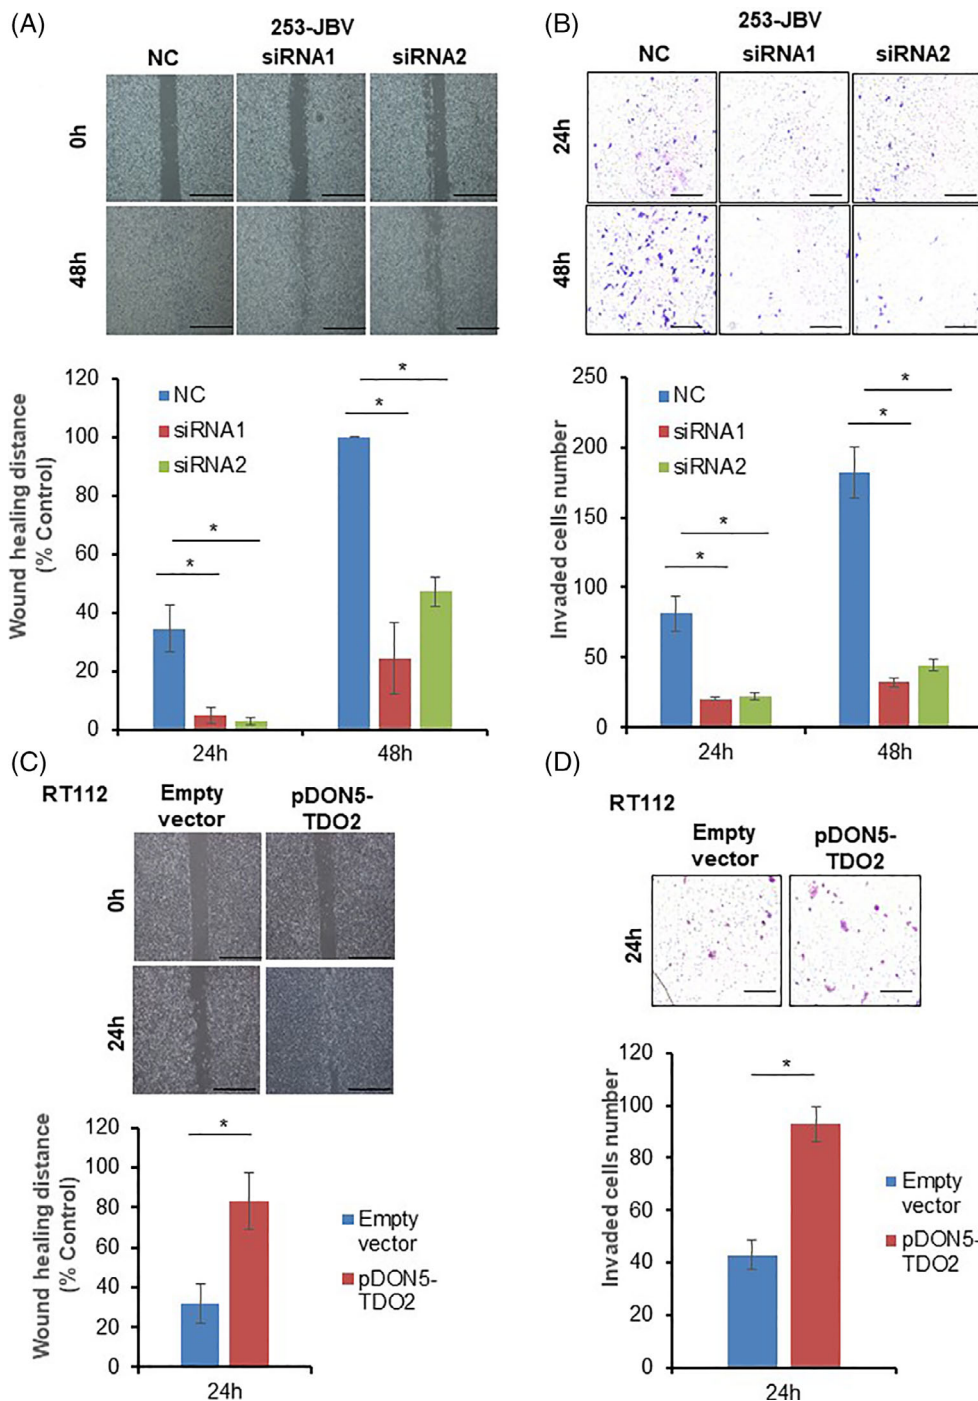 (A)
253-JBV
NC siRNA1 siRNA2
0h
48h
Wound healing distance
(% Control)
120
100
80
60
40
20
0
NC
siRNA1
siRNA2
*
*
*
*
24h 48h
(B)
253-JBV
NC siRNA1 siRNA2
24h
48h
Invaded cells number
250
200
150
100
50
0
NC
siRNA1
siRNA2
*
*
*
*
24h 48h
(C)
RT112
Empty
vector
pDON5-
TDO2
0h
24h
Wound healing distance
(% Control)
120
100
80
60
40
20
0
*
Empty
vector
pDON5-
TDO2
24h
(D)
RT112
Empty
vector
pDON5-
TDO2
24h
Invaded cells number
120
100
80
60
40
20
0
*
Empty
vector
pDON5-
TDO2
24h